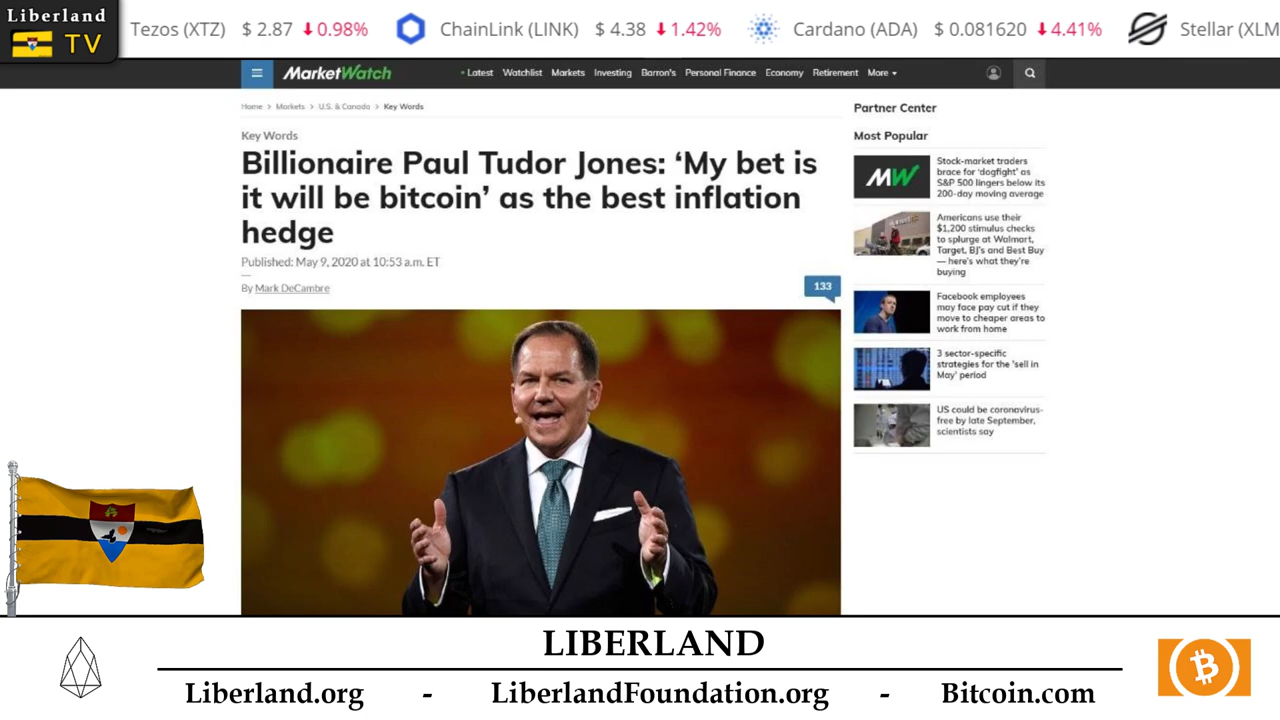 Liberland
TV
Tezos (XTZ) $ 2.87 0.98% ChainLink (LINK) $ 4.38 1.42% Cardano (ADA) $ 0.081620 4.41% Stellar (XLM
MarketWatch
Latest Watchlist Markets Investing Barron's Personal Finance Economy Retirement More
Home > Markets > U.S. & Canada > Key Words
Key Words
Billionaire Paul Tudor Jones: ‘My bet is
it will be bitcoin’ as the best inflation
hedge
Published: May 9, 2020 at 10:53 a.m. ET
By Mark DeCambre
133
Partner Center
Most Popular
MW
Stock-market traders
brace for ‘dogfight’ as
S&P 500 lingers below its
200-day moving average
Americans use their
$1,200 stimulus checks
to splurge at Walmart,
Target, BJ's and Best Buy
— here's what they're
buying
Facebook employees
may face pay cut if they
move to cheaper areas to
work from home
3 sector-specific
strategies for the ‘sell in
May’ period
US could be coronavirus-
free by late September,
scientists say
LIBERLAND
Liberland.org - LiberlandFoundation.org - Bitcoin.com